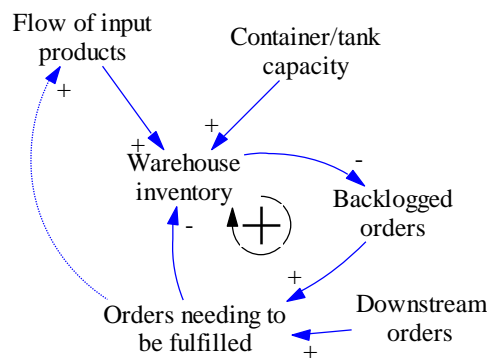 Flow of input
products
Container/tank
capacity
+
+
+
Warehouse
inventory
-
Backlogged
orders
-
+
+
Orders needing to
be fulfilled
Downstream
orders
+